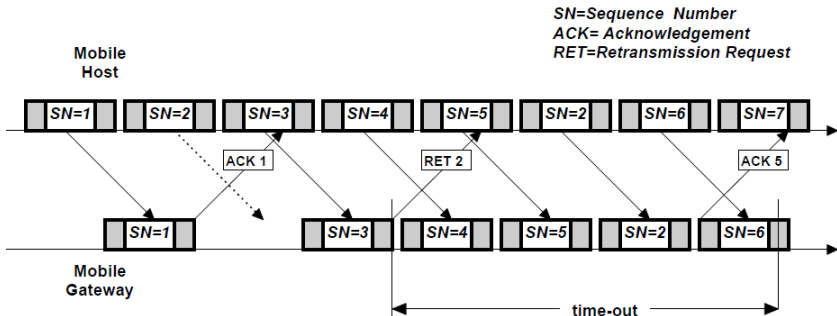 SN=Sequence Number
ACK= Acknowledgement
RET=Retransmission Request
Mobile
Host
SN=1 SN=2 SN=3 SN=4 SN=5 SN=2 SN=6 SN=7
ACK 1 RET 2 ACK 5
SN=1 SN=3 SN=4 SN=5 SN=2 SN=6
Mobile
Gateway
time-out